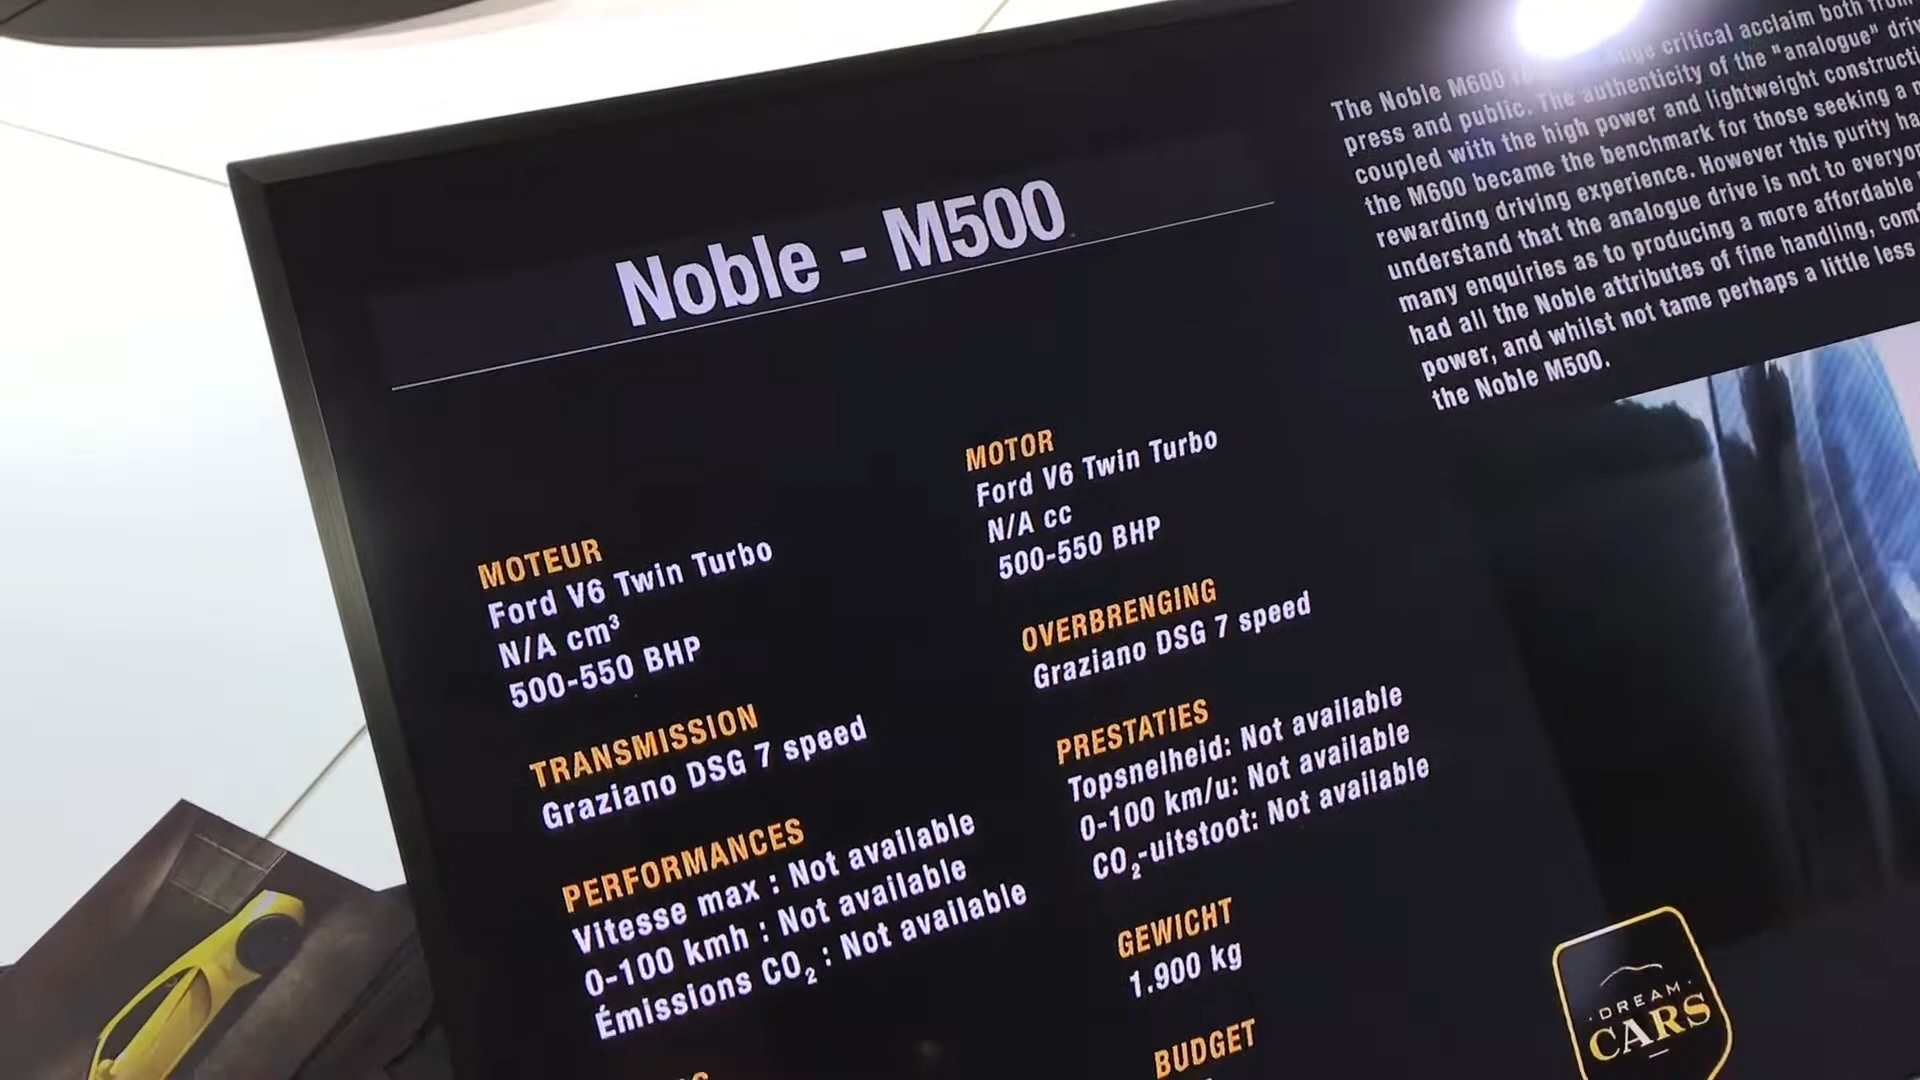 Noble - M500
MOTEUR
Ford V6 Twin Turbo
N/A cm³
500-550 BHP
TRANSMISSION
Graziano DSG 7 speed
PERFORMANCES
Vitesse max : Not available
0-100 kmh : Not available
Émissions CO₂ : Not available
MOTOR
Ford V6 Twin Turbo
N/A cc
500-550 BHP
OVERBRENGING
Graziano DSG 7 speed
PRESTATIES
Topsnelheid: Not available
0-100 km/u: Not available
CO₂-uitstoot: Not available
GEWICHT
1.900 kg
BUDGET
The Noble M600 critical acclaim both from
press and public. The authenticity of the "analogue"
coupled with the high power and lightweight
the M600 became the benchmark for those seeking a
rewarding driving experience. However this purity
understand that the analogue drive is not to
many enquiries as to producing a more affordable
had all the Noble attributes of fine handling,
power, and whilst not tame perhaps a little less
the Noble M500.
DREAM
CARS